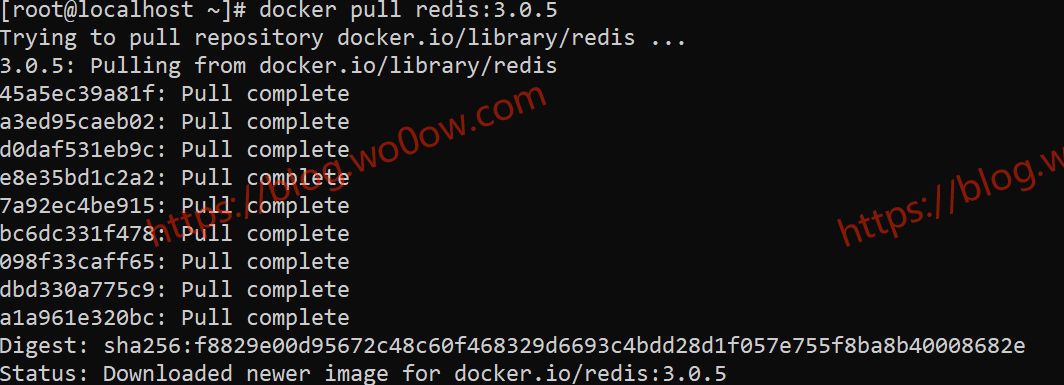 [root@localhost ~]# docker pull redis:3.0.5
Trying to pull repository docker.io/library/redis ...
3.0.5: Pulling from docker.io/library/redis
45a5ec39a81f: Pull complete
a3ed95caeb02: Pull complete
d0daf531eb9c: Pull complete
e8e35bd1c2a2: Pull complete
7a92ec4be915: Pull complete
bc6dc331f478: Pull complete
098f33caff65: Pull complete
dbd330a775c9: Pull complete
a1a961e320bc: Pull complete
Digest: sha256:f8829e00d95672c48c60f468329d6693c4bdd28d1f057e755f8ba8b40008682e
Status: Downloaded newer image for docker.io/redis:3.0.5
https://blog.wo0ow.com
https://blog.w